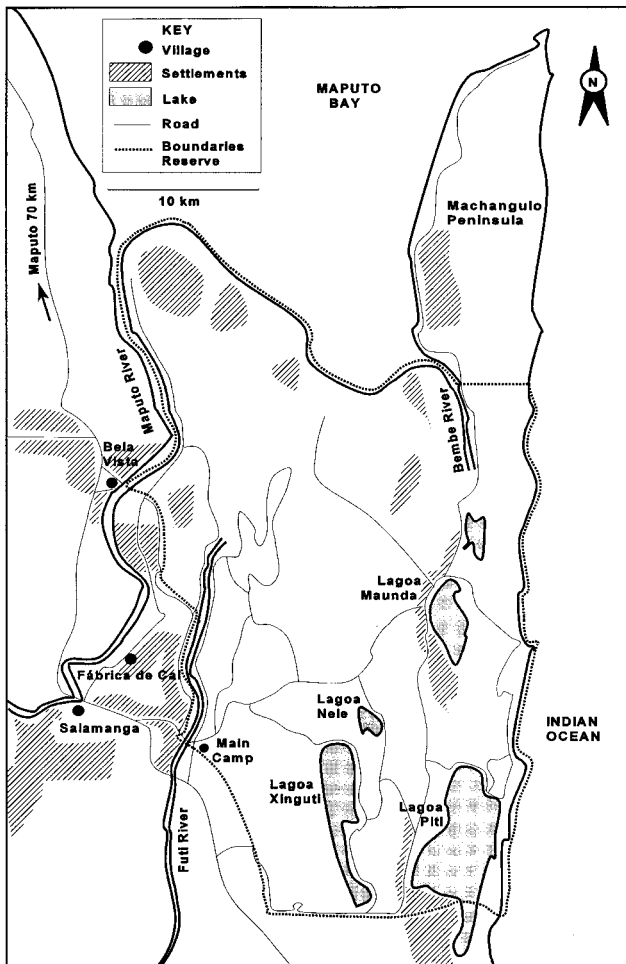 KEY
Village
Settlements
Lake
Road
Boundaries
Reserve
10 km
MAPUTO
BAY
N
Machangulo
Peninsula
Maputo 70 km
Maputo River
Bembe River
Bela
Vista
Lagoa
Maunda
Fábrica de Cal
Salamanga
Main
Camp
Lagoa
Nele
Lagoa
Xinguti
Lagoa
Piti
INDIAN
OCEAN
Futi River